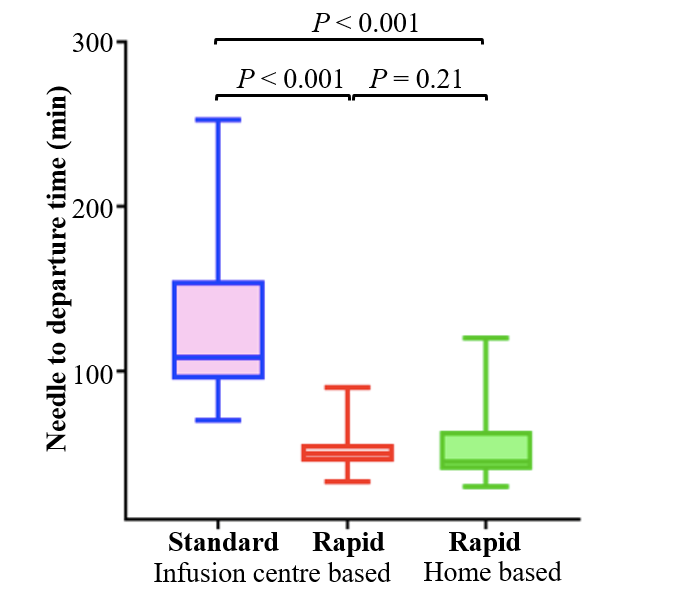 P < 0.001
P < 0.001
P = 0.21
300
200
100
Needle to departure time (min)
Standard Rapid Rapid
Infusion centre based Home based